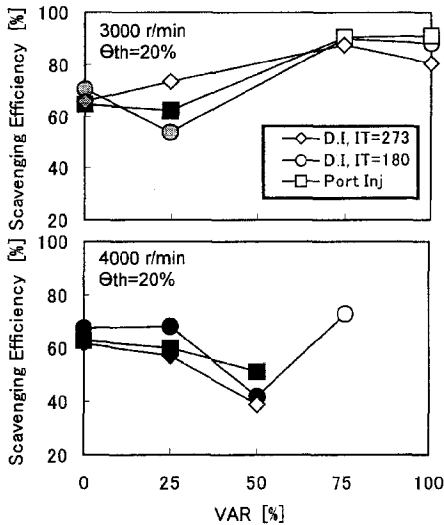 Scavenging Efficiency [%]
100
80
60
40
20
3000 r/min
Θth=20%
D.I, IT=273
D.I, IT=180
Port Inj
Scavenging Efficiency [%]
100
80
60
40
20
4000 r/min
Θth=20%
0 25 50 75 100
VAR [%]